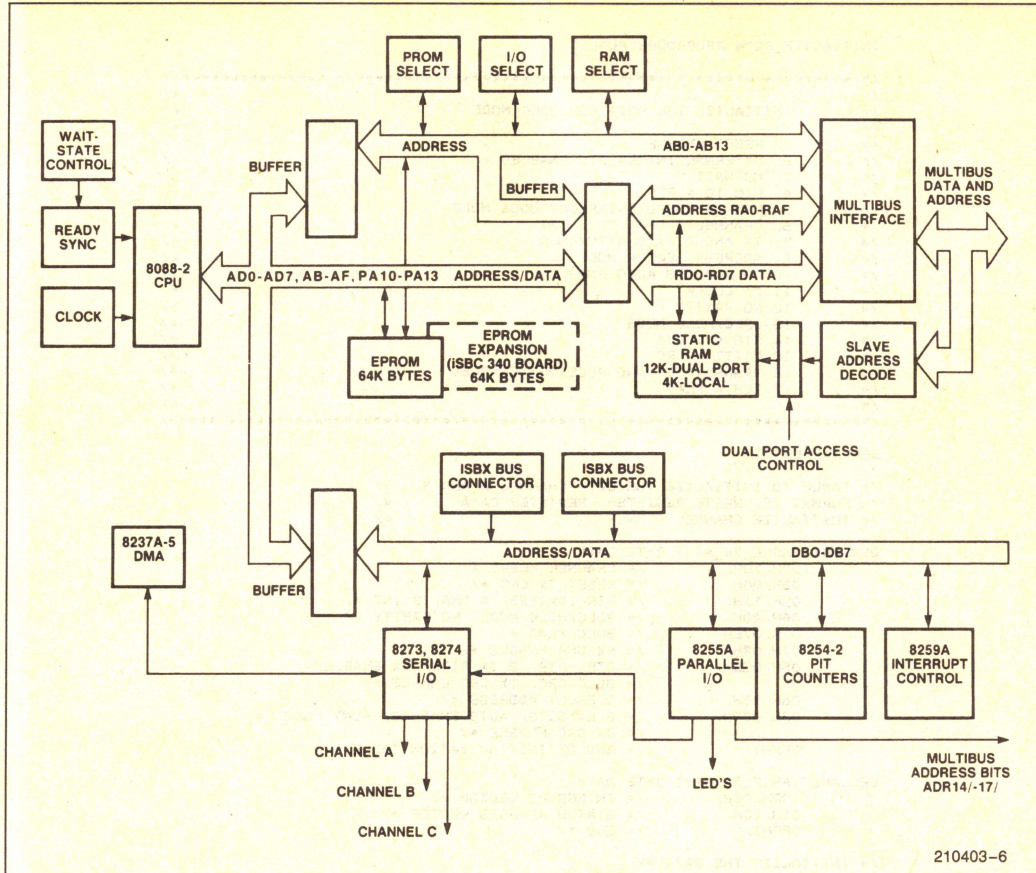 PROM
SELECT
I/O
SELECT
RAM
SELECT
WAIT-
STATE
CONTROL
BUFFER
ADDRESS
AB0-AB13
MULTIBUS
INTERFACE
MULTIBUS
DATA AND
ADDRESS
READY
SYNC
8088-2
CPU
BUFFER
ADDRESS RA0-RAF
CLOCK
AD0-AD7, AB-AF, PA10-PA13
ADDRESS/DATA
RDO-RD7 DATA
EPROM
64K BYTES
EPROM
EXPANSION
(iSBC 340 BOARD)
64K BYTES
STATIC
RAM
12K-DUAL PORT
4K-LOCAL
SLAVE
ADDRESS
DECODE
DUAL PORT ACCESS
CONTROL
ISBX BUS
CONNECTOR
ISBX BUS
CONNECTOR
8237A-5
DMA
BUFFER
ADDRESS/DATA
DBO-DB7
8273, 8274
SERIAL
I/O
8255A
PARALLEL
I/O
8254-2
PIT
COUNTERS
8259A
INTERRUPT
CONTROL
CHANNEL A
CHANNEL B
CHANNEL C
LED'S
MULTIBUS
ADDRESS BITS
ADR14/-17/
210403-6